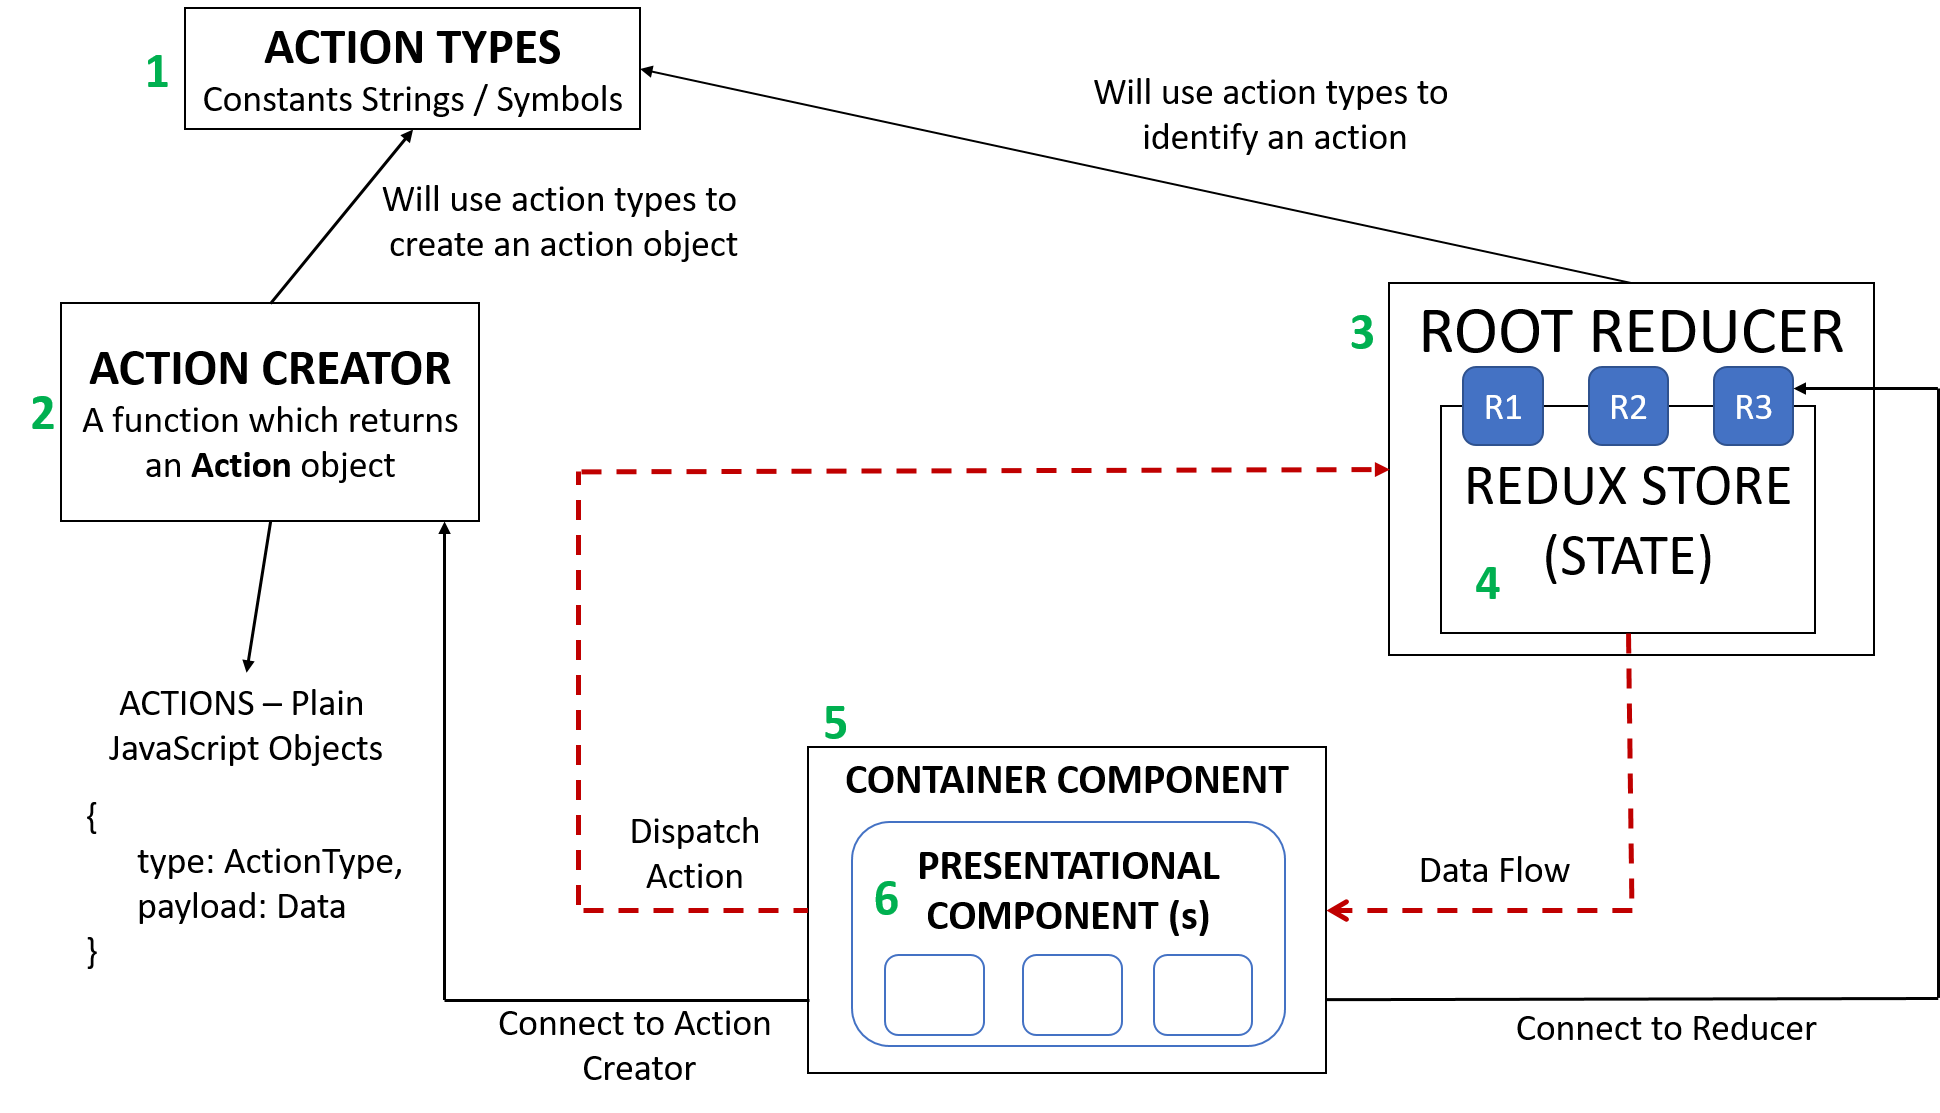 1
ACTION TYPES
Constants Strings / Symbols
Will use action types to
identify an action
Will use action types to
create an action object
2
ACTION CREATOR
A function which returns
an Action object
3
ROOT REDUCER
R1 R2 R3
REDUX STORE
(STATE)
4
ACTIONS – Plain
JavaScript Objects
{
type: ActionType,
payload: Data
}
5
CONTAINER COMPONENT
Dispatch
Action
6
PRESENTATIONAL
COMPONENT (s)
Data Flow
Connect to Action
Creator
Connect to Reducer